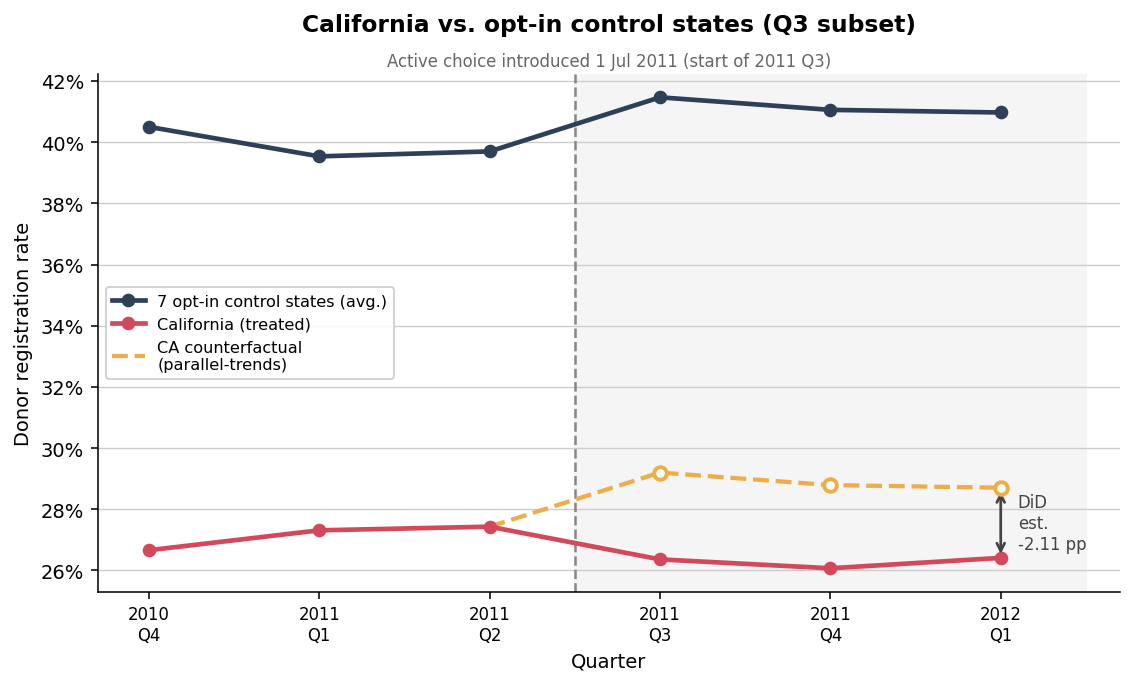 California vs. opt-in control states (Q3 subset)
Active choice introduced 1 Jul 2011 (start of 2011 Q3)
Donor registration rate
42%
40%
38%
36%
34%
32%
30%
28%
26%
7 opt-in control states (avg.)
California (treated)
CA counterfactual
(parallel-trends)
DiD
est.
-2.11 pp
2010
Q4
2011
Q1
2011
Q2
2011
Q3
2011
Q4
2012
Q1
Quarter